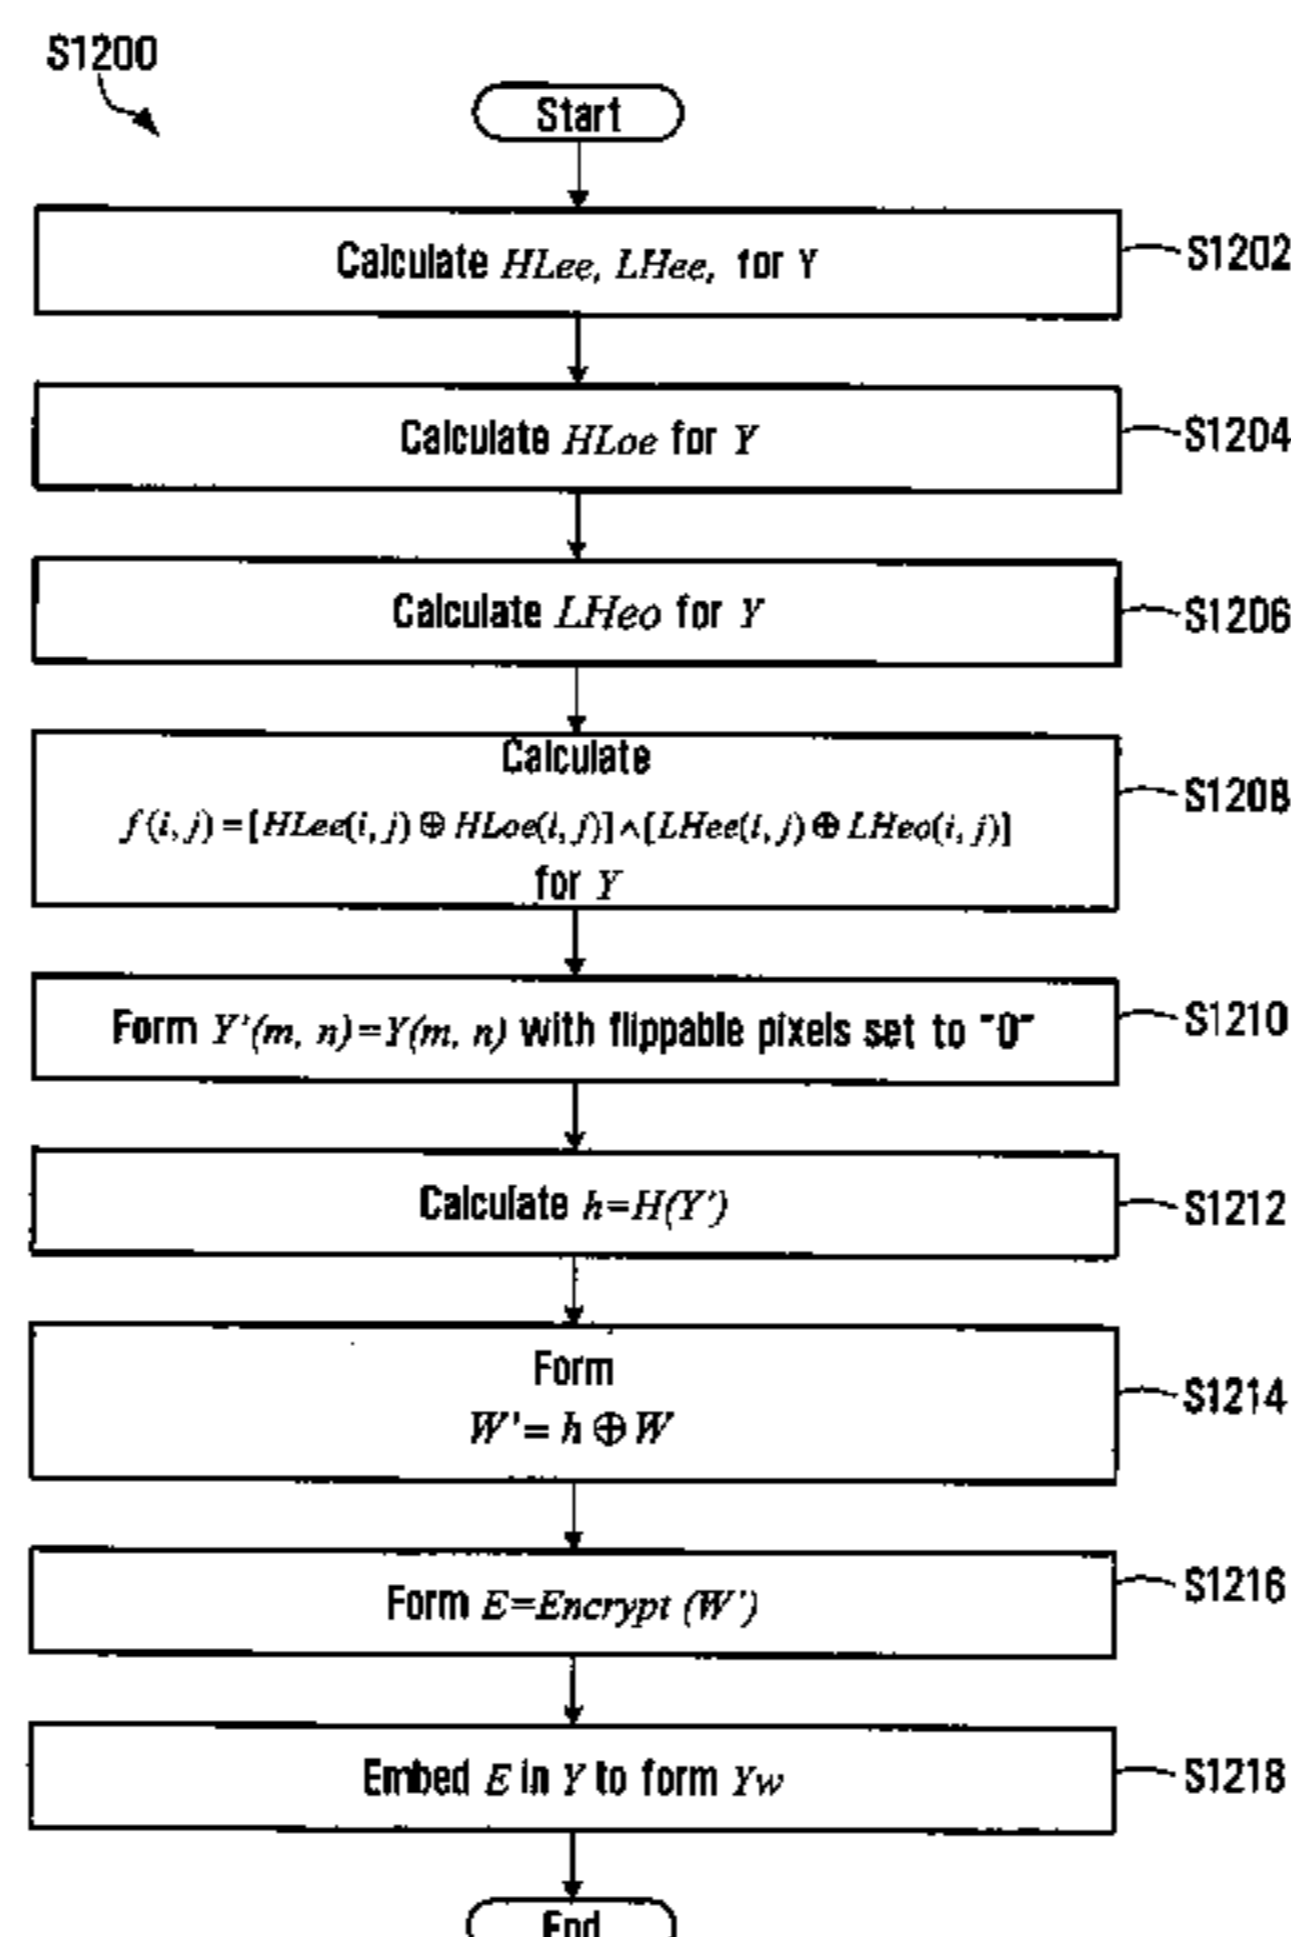 S1200
Start
Calculate HLee, LHee, for Y
S1202
Calculate HLoe for Y
S1204
Calculate LHeo for Y
S1206
Calculate
f(i,j)=[HLee(i,j)⊕HLoe(i,j)]∧[LHee(i,j)⊕LHeo(i,j)]
for Y
S1208
Form Y'(m, n)=Y(m, n) with flippable pixels set to "0"
S1210
Calculate h=H(Y')
S1212
Form
W'=h⊕W
S1214
Form E=Encrypt (W')
S1216
Embed E in Y to form Yw
S1218
End